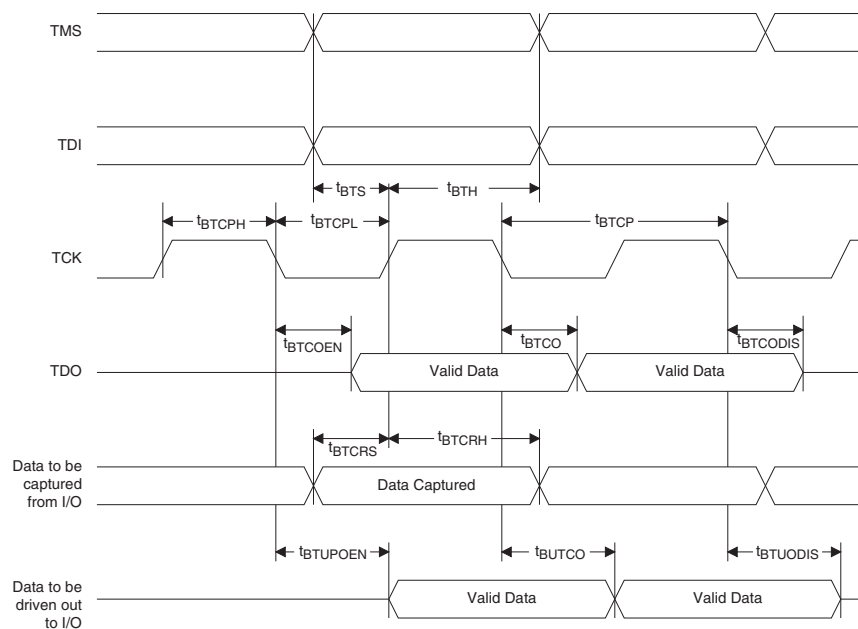 TMS
TDI
tBTS
tBTH
tBTCPH
tBTCPL
tBTCP
TCK
tBTCOEN
tBTCO
tBTCODIS
TDO
Valid Data
Valid Data
tBTCRS
tBTCRH
Data to be
captured
from I/O
Data Captured
tBTUPOEN
tBUTCO
tBTUODIS
Data to be
driven out
to I/O
Valid Data
Valid Data